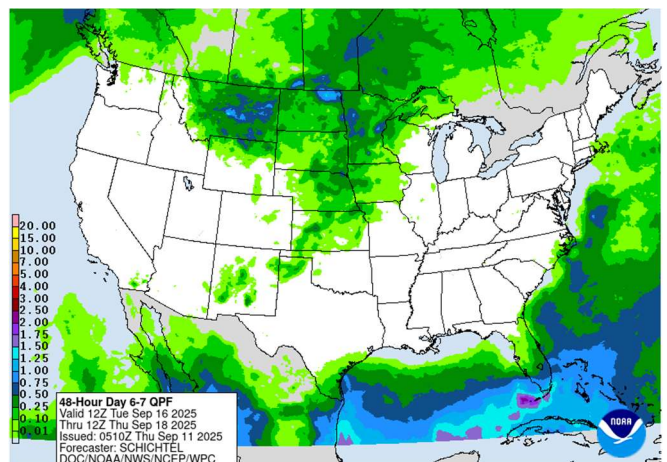 20.00
15.00
10.00
7.00
5.00
4.00
3.00
2.50
2.00
1.75
1.50
1.25
1.00
0.75
0.50
0.25
0.10
0.01
48-Hour Day 6-7 QPF
Valid 12Z Tue Sep 16 2025
Thru 12Z Thu Sep 18 2025
Issued: 0510Z Thu Sep 11 2025
Forecaster: SCHICHTEL
DOC/NOAA/NWS/NCEP/WPC
NOAA